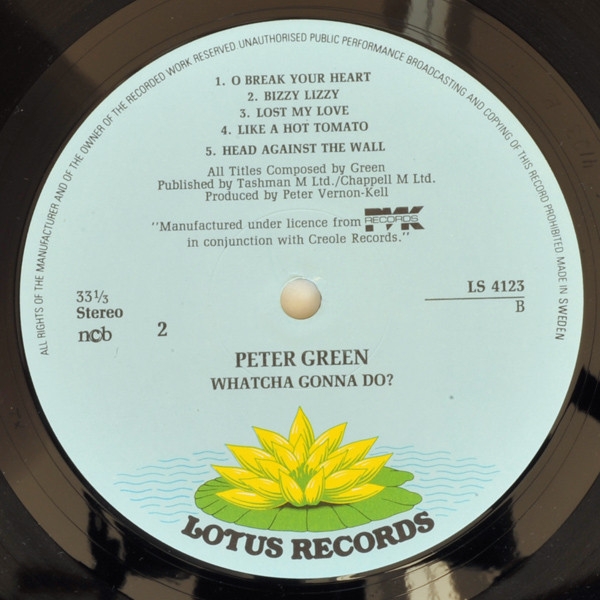 ALL RIGHTS OF THE MANUFACTURER AND OF THE OWNER OF THE RECORDED WORK RESERVED UNAUTHORISED PUBLIC PERFORMANCE BROADCASTING AND COPYING OF THIS RECORD PROHIBITED MADE IN SWEDEN
1. O BREAK YOUR HEART
2. BIZZY LIZZY
3. LOST MY LOVE
4. LIKE A HOT TOMATO
5. HEAD AGAINST THE WALL
All Titles Composed by Green
Published by Tashman M Ltd./Chappell M Ltd.
Produced by Peter Vernon-Kell
"Manufactured under licence from PVK RECORDS
in conjunction with Creole Records."
33⅓
Stereo
ncb
2
LS 4123
B
PETER GREEN
WHATCHA GONNA DO?
LOTUS RECORDS